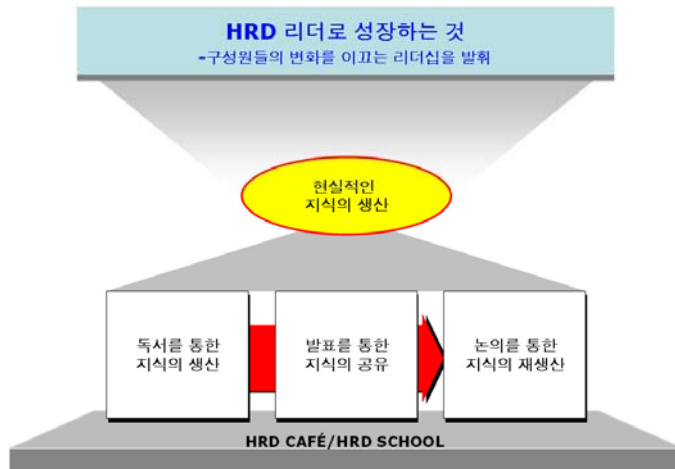 HRD 리더로 성장하는 것
-구성원들의 변화를 이끄는 리더십을 발휘
현실적인
지식의 생산
독서를 통한
지식의 생산
발표를 통한
지식의 공유
논의를 통한
지식의 재생산
HRD CAFÉ/HRD SCHOOL